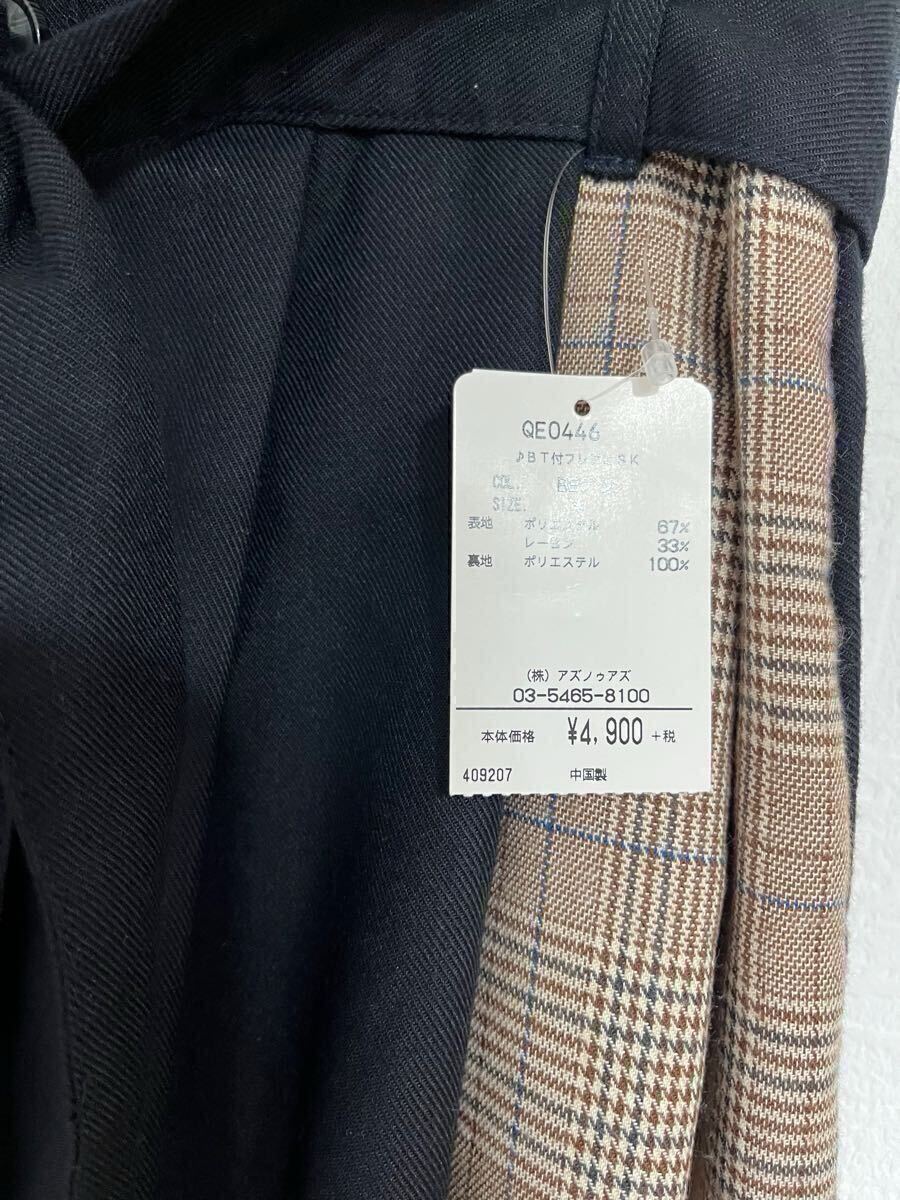 QE0446
♪BT付フレンチSK
COL.
SIZE.
表地 ポリエステル 67%
レーヨン 33%
裏地 ポリエステル 100%
(株) アズノゥアズ
03-5465-8100
本体価格 ¥4,900 +税
409207 中国製